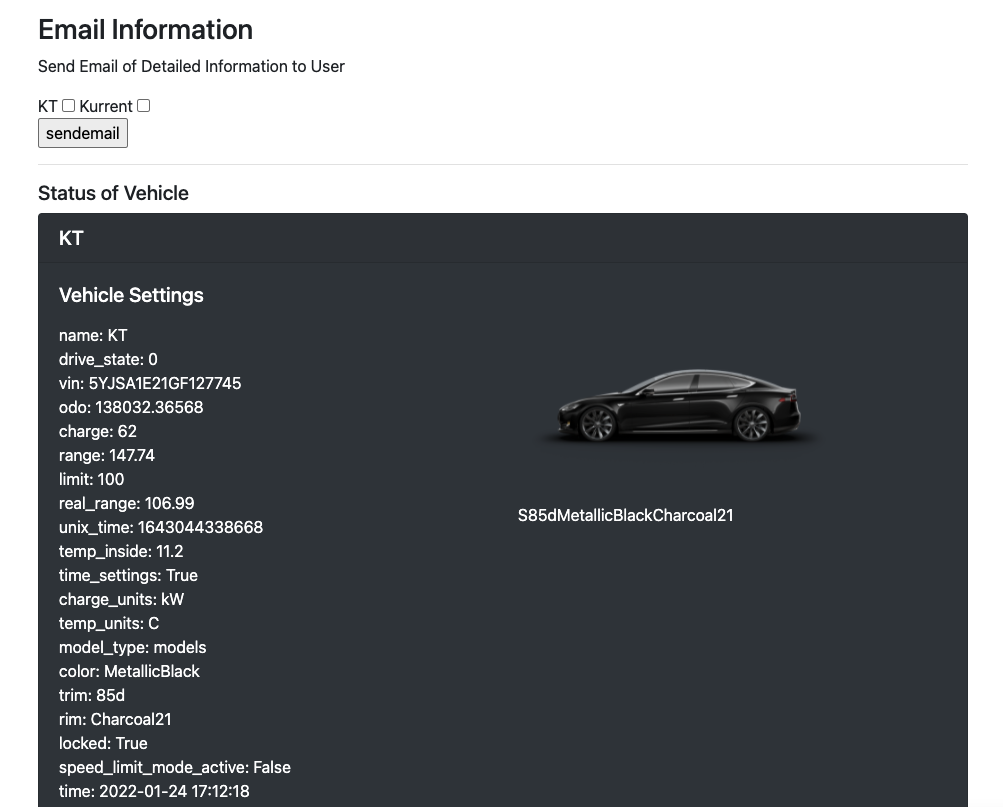 Email Information
Send Email of Detailed Information to User
KT Kurrent
sendemail
Status of Vehicle
KT
Vehicle Settings
name: KT
drive_state: 0
vin: 5YJSA1E21GF127745
odo: 138032.36568
charge: 62
range: 147.74
limit: 100
real_range: 106.99
unix_time: 1643044338668
temp_inside: 11.2
time_settings: True
charge_units: kW
temp_units: C
model_type: models
color: MetallicBlack
trim: 85d
rim: Charcoal21
locked: True
speed_limit_mode_active: False
time: 2022-01-24 17:12:18
S85dMetallicBlackCharcoal21